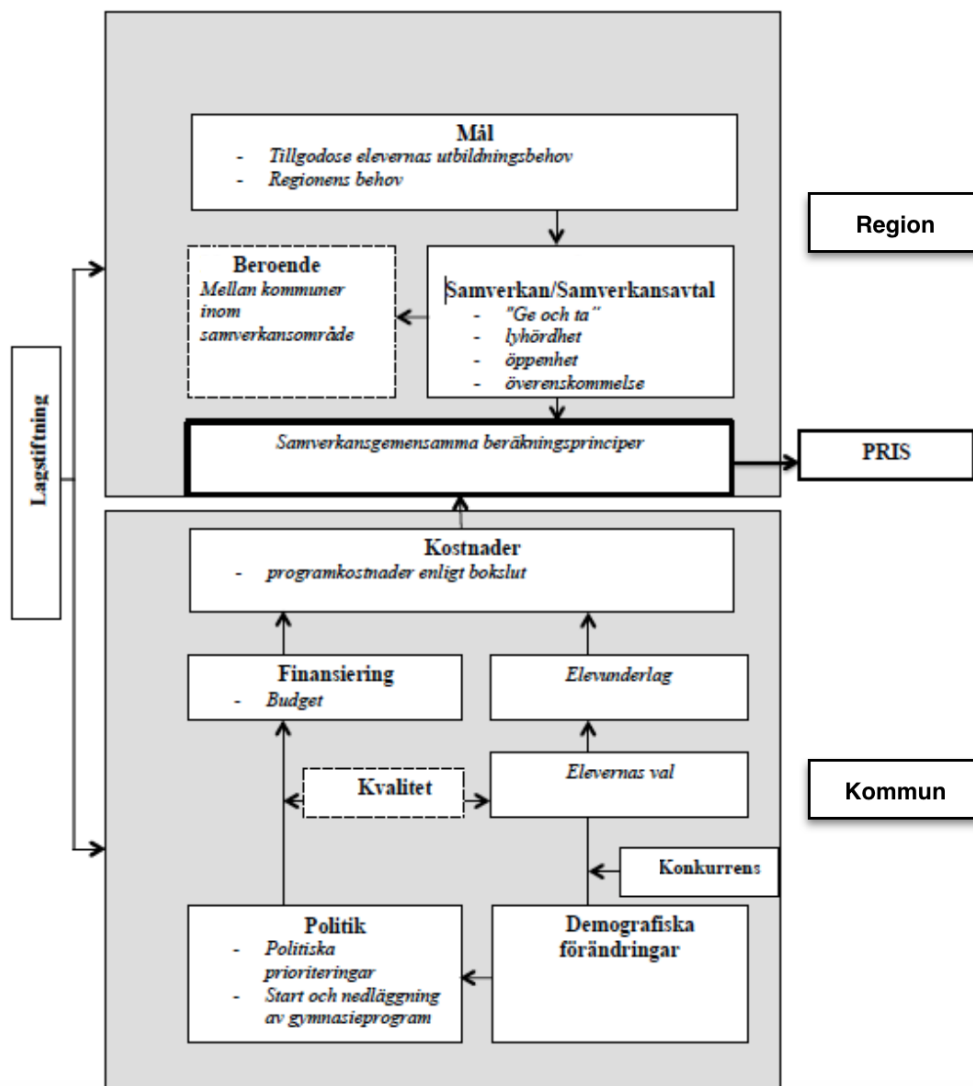 Mål
- Tillgodose elevernas utbildningsbehov
- Regionens behov
Region
Beroende
Mellan kommuner
inom
samverkansområde
Samverkan/Samverkansavtal
- "Ge och ta"
- lyhördhet
- öppenhet
- överenskommelse
Lagstiftning
Samverkansgemensamma beräkningsprinciper
PRIS
Kostnader
- programkostnader enligt bokslut
Finansiering
- Budget
Elevunderlag
Kvalitet
Elevernas val
Kommun
Konkurrens
Politik
- Politiska
prioriteringar
- Start och nedläggning
av gymnasieprogram
Demografiska
förändringar